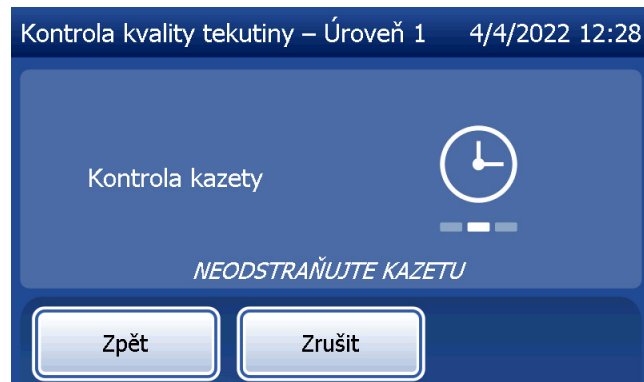 Kontrola kvality tekutiny – Úroveň 1 4/4/2022 12:28
Kontrola kazety
NEODSTRAŇUJTE KAZETU
Zpět Zrušit